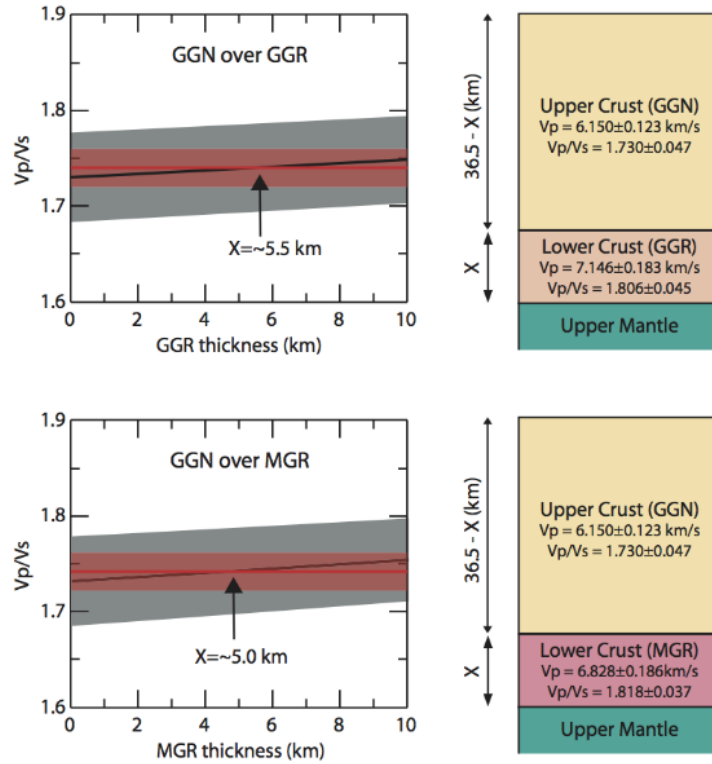 GGN over GGR
Vp/Vs
1.9
1.8
1.7
1.6
X=~5.5 km
0 2 4 6 8 10
GGR thickness (km)
36.5 - X (km)
X
Upper Crust (GGN)
Vp = 6.150±0.123 km/s
Vp/Vs = 1.730±0.047
Lower Crust (GGR)
Vp = 7.146±0.183 km/s
Vp/Vs = 1.806±0.045
Upper Mantle
GGN over MGR
Vp/Vs
1.9
1.8
1.7
1.6
X=~5.0 km
0 2 4 6 8 10
MGR thickness (km)
36.5 - X (km)
X
Upper Crust (GGN)
Vp = 6.150±0.123 km/s
Vp/Vs = 1.730±0.047
Lower Crust (MGR)
Vp = 6.828±0.186km/s
Vp/Vs = 1.818±0.037
Upper Mantle